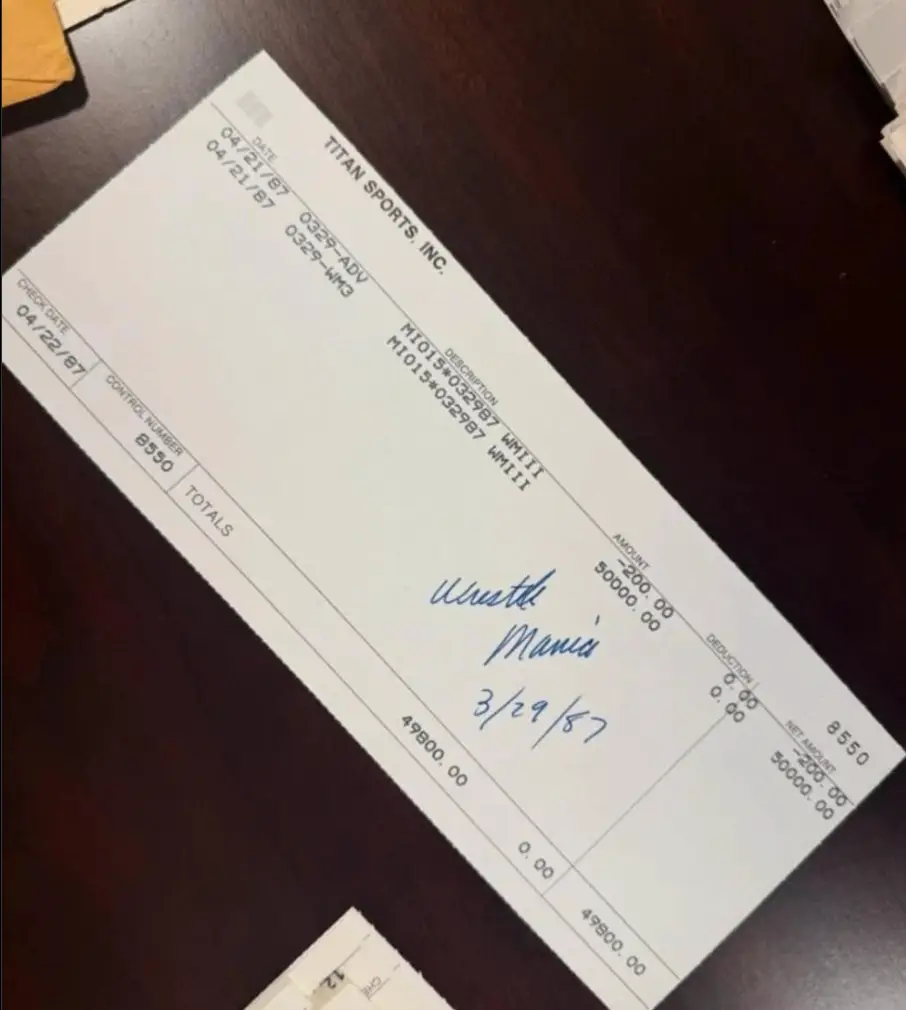 TITAN SPORTS, INC.
8550
DATE DESCRIPTION AMOUNT DEDUCTION NET AMOUNT
04/21/87 0329-ADV MI015*032987 WMIII -200.00 0.00 -200.00
04/21/87 0329-WM3 MI015*032987 WMIII 50000.00 0.00 50000.00
Wrestle
Mania
3/29/87
CHECK DATE CONTROL NUMBER
04/22/87 8550 TOTALS 49800.00 0.00 49800.00
12
CHE